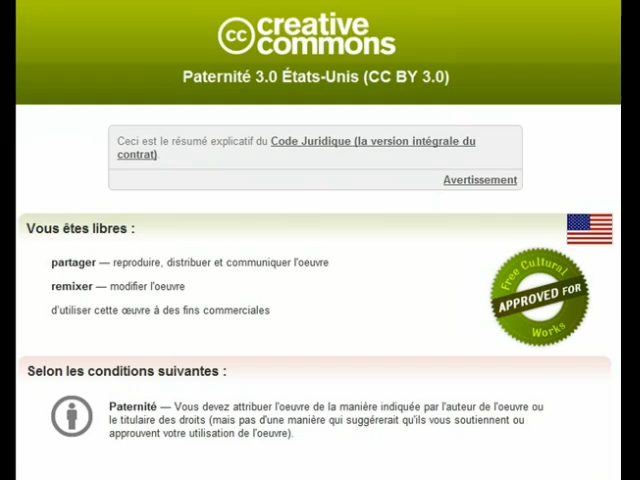 cc creative
commons
Paternité 3.0 États-Unis (CC BY 3.0)
Ceci est le résumé explicatif du Code Juridique (la version intégrale du
contrat).
Avertissement
Vous êtes libres :
partager — reproduire, distribuer et communiquer l'oeuvre
remixer — modifier l'oeuvre
d'utiliser cette œuvre à des fins commerciales
Free Cultural
APPROVED FOR
Works
Selon les conditions suivantes :
Paternité — Vous devez attribuer l'oeuvre de la manière indiquée par l'auteur de l'oeuvre ou
le titulaire des droits (mais pas d'une manière qui suggérerait qu'ils vous soutiennent ou
approuvent votre utilisation de l'oeuvre).